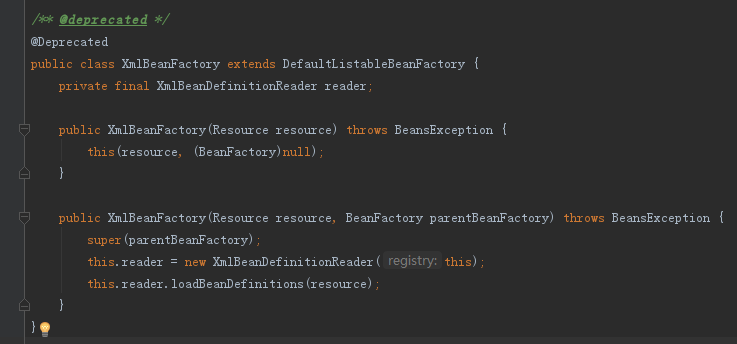 /** @deprecated */
@Deprecated
public class XmlBeanFactory extends DefaultListableBeanFactory {
private final XmlBeanDefinitionReader reader;
public XmlBeanFactory(Resource resource) throws BeansException {
this(resource, (BeanFactory)null);
}
public XmlBeanFactory(Resource resource, BeanFactory parentBeanFactory) throws BeansException {
super(parentBeanFactory);
this.reader = new XmlBeanDefinitionReader( registry: this);
this.reader.loadBeanDefinitions(resource);
}
}